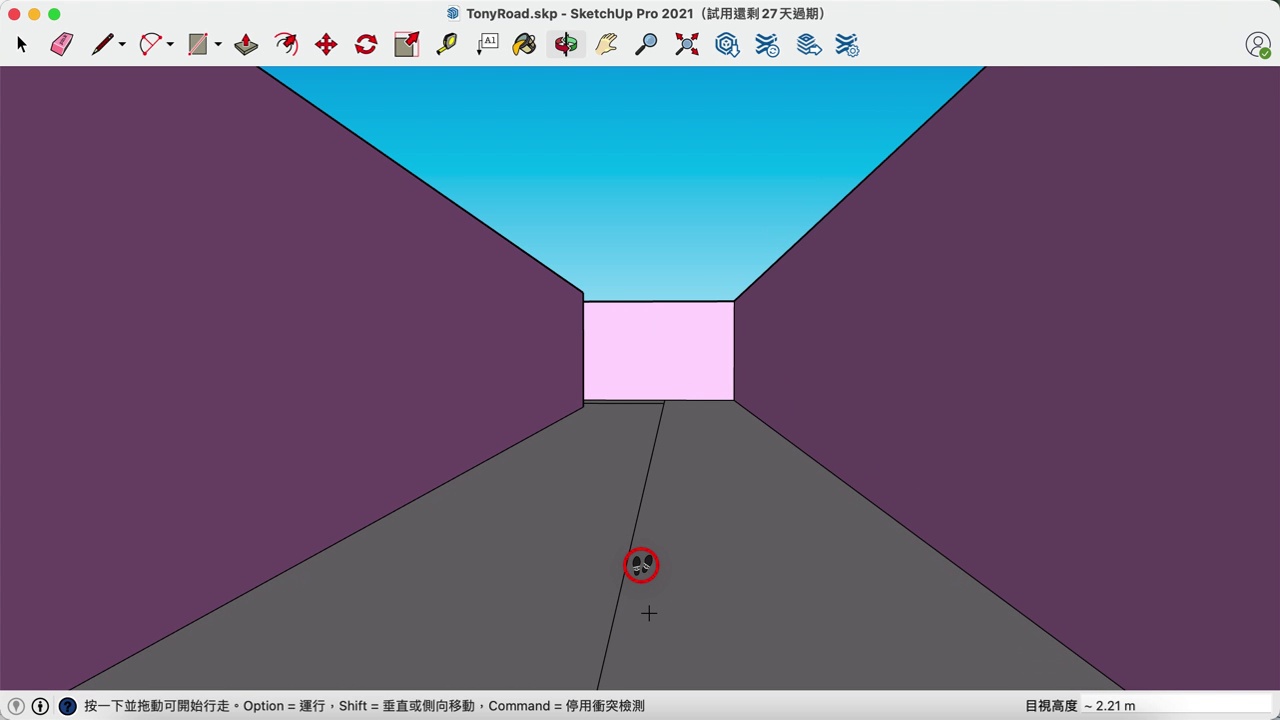 TonyRoad.skp - SketchUp Pro 2021（試用還剩 27 天過期）
A1
按一下並拖動可開始行走。Option = 運行，Shift = 垂直或側向移動，Command = 停用衝突檢測
目視高度 ~ 2.21 m